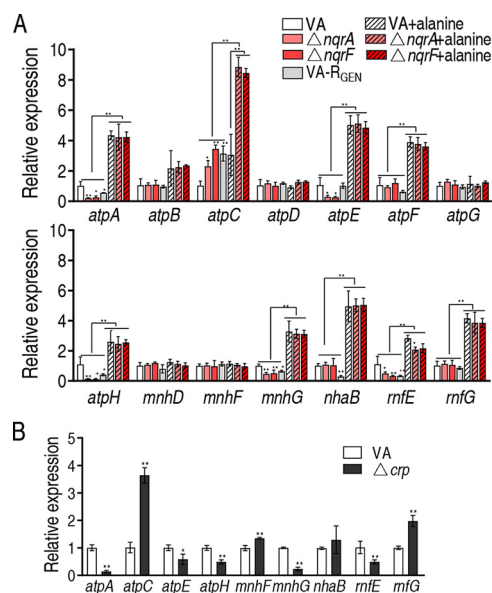 A
VA
VA+alanine
△nqrA
△nqrA+alanine
△nqrF
△nqrF+alanine
VA-RGEN
Relative expression
10
8
6
4
2
0
atpA atpB atpC atpD atpE atpF atpG
Relative expression
10
8
6
4
2
0
atpH mnhD mnhF mnhG nhaB rnfE rnfG
B
VA
△crp
Relative expression
5
4
3
2
1
0
atpA atpC atpE atpH mnhF mnhG nhaB rnfE rnfG